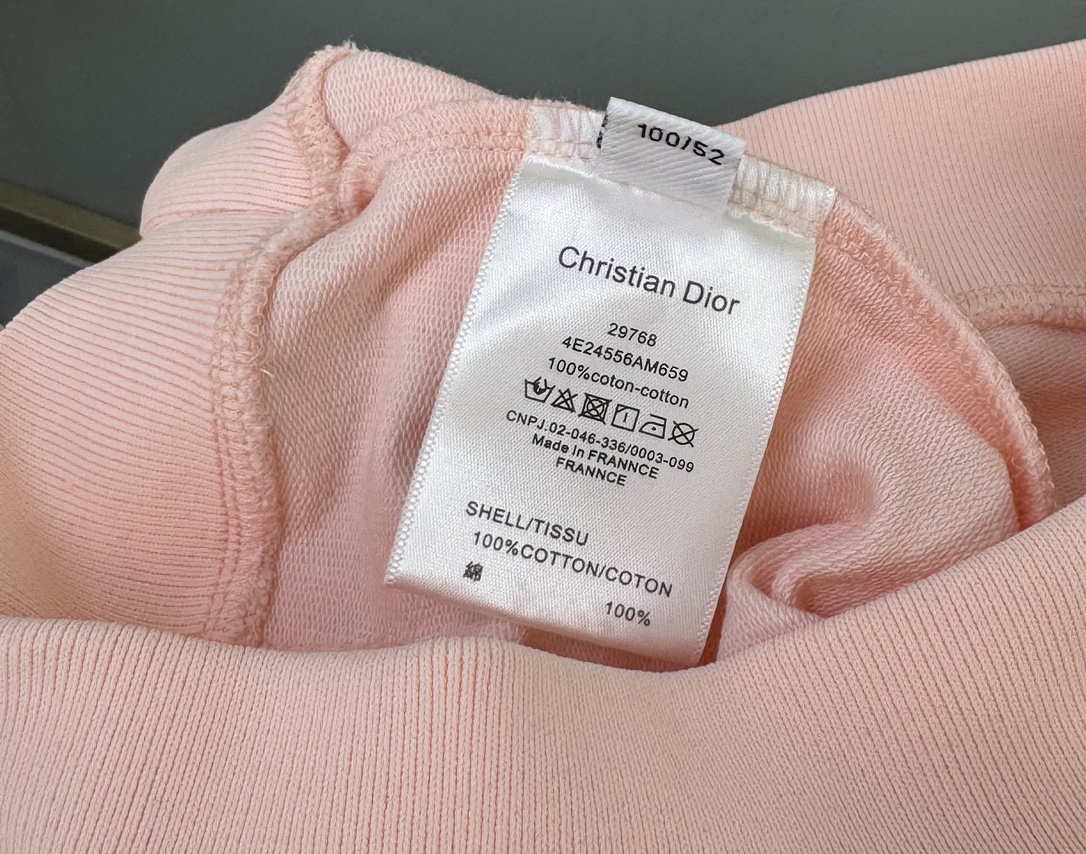 100/52
Christian Dior
29768
4E24556AM659
100%coton-cotton
CNPJ.02-046-336/0003-099
Made In FRANNCE
FRANNCE
SHELL/TISSU
100%COTTON/COTON
綿
100%